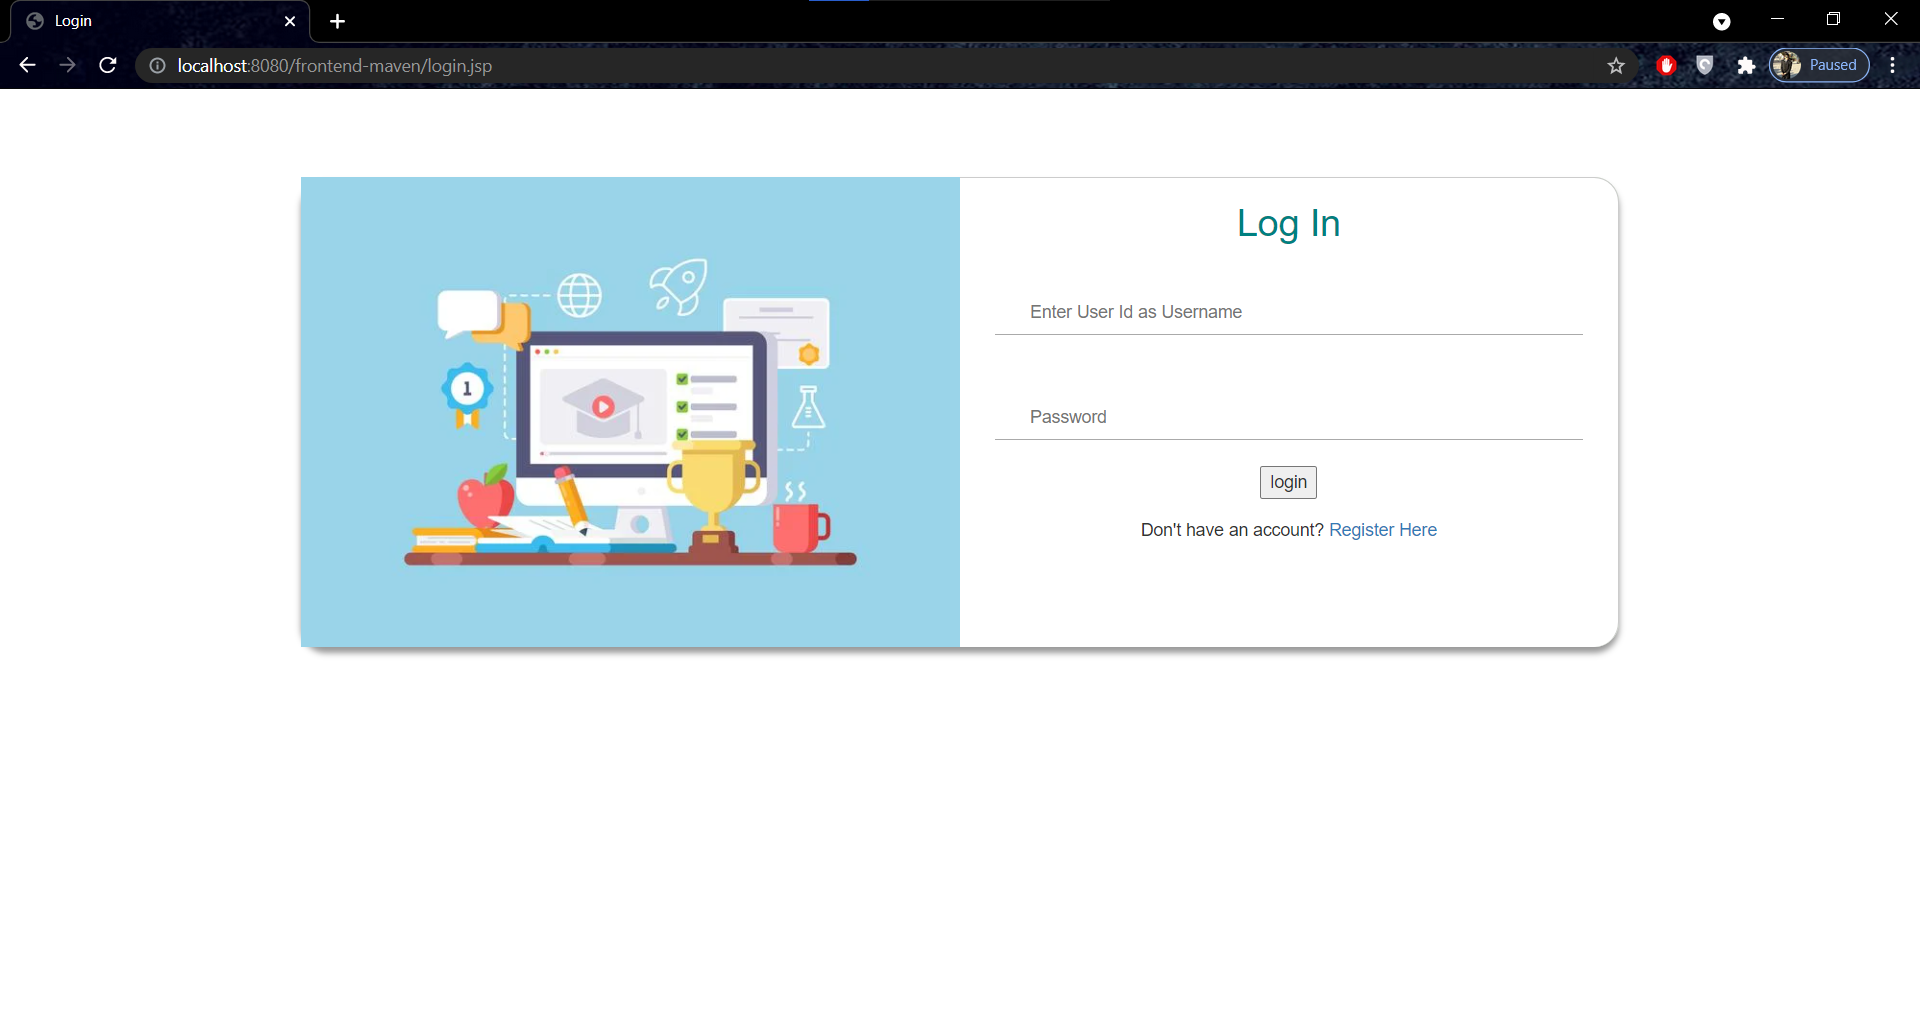 Login
localhost:8080/frontend-maven/login.jsp
Paused
Log In
1
Enter User Id as Username
Password
login
Don't have an account? Register Here